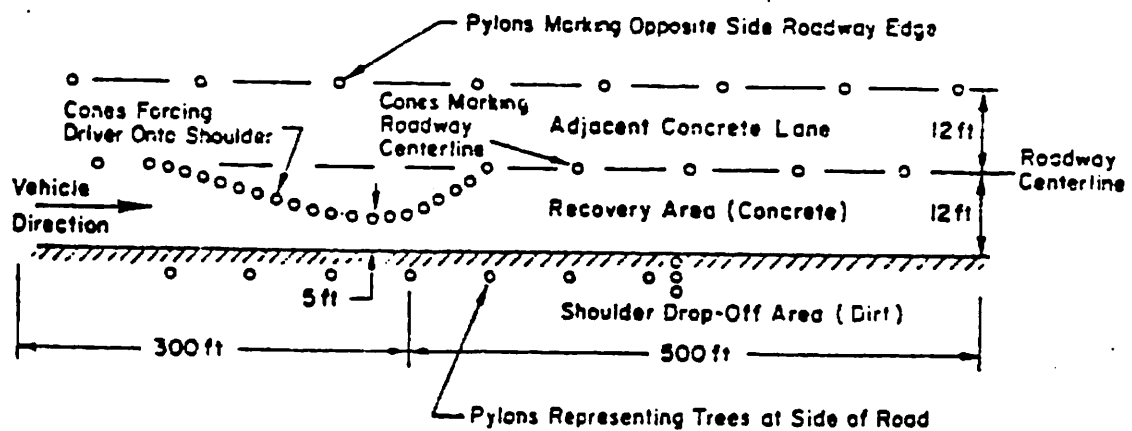 Pylons Marking Opposite Side Roadway Edge
Cones Forcing
Driver Onto Shoulder
Cones Marking
Roadway
Centerline
Adjacent Concrete Lane
12 ft
Roadway
Centerline
Vehicle
Direction
Recovery Area (Concrete)
12 ft
5 ft
Shoulder Drop-Off Area (Dirt)
300 ft
500 ft
Pylons Representing Trees at Side of Road